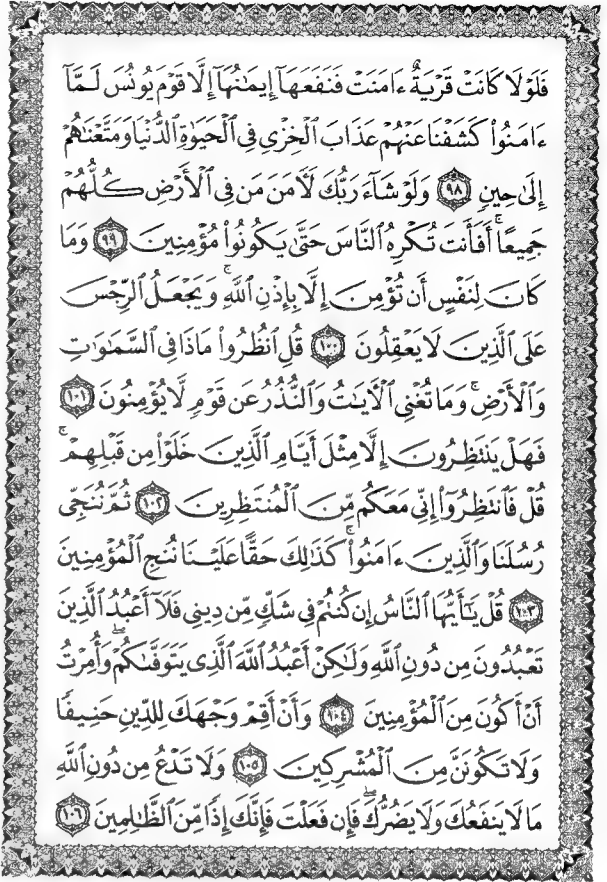 فَلَوْلَا كَانَتْ قَرْيَةٌ ءَامَنَتْ فَنَفَعَهَآ إِيمَٰنُهَآ إِلَّا قَوْمَ يُونُسَ لَمَّآ
ءَامَنُوا۟ كَشَفْنَا عَنْهُمْ عَذَابَ ٱلْخِزْىِ فِى ٱلْحَيَوٰةِ ٱلدُّنْيَا وَمَتَّعْنَٰهُمْ
إِلَىٰ حِينٍ ٩٨ وَلَوْ شَآءَ رَبُّكَ لَءَامَنَ مَن فِى ٱلْأَرْضِ كُلُّهُمْ
جَمِيعًا ۚ أَفَأَنتَ تُكْرِهُ ٱلنَّاسَ حَتَّىٰ يَكُونُوا۟ مُؤْمِنِينَ ٩٩ وَمَا
كَانَ لِنَفْسٍ أَن تُؤْمِنَ إِلَّا بِإِذْنِ ٱللَّهِ ۚ وَيَجْعَلُ ٱلرِّجْسَ
عَلَى ٱلَّذِينَ لَا يَعْقِلُونَ ١٠٠ قُلِ ٱنظُرُوا۟ مَاذَا فِى ٱلسَّمَٰوَٰتِ
وَٱلْأَرْضِ ۚ وَمَا تُغْنِى ٱلْءَايَٰتُ وَٱلنُّذُرُ عَن قَوْمٍ لَّا يُؤْمِنُونَ ١٠١
فَهَلْ يَنتَظِرُونَ إِلَّا مِثْلَ أَيَّامِ ٱلَّذِينَ خَلَوْا۟ مِن قَبْلِهِمْ ۚ
قُلْ فَٱنتَظِرُوٓا۟ إِنِّى مَعَكُم مِّنَ ٱلْمُنتَظِرِينَ ١٠٢ ثُمَّ نُنَجِّى
رُسُلَنَا وَٱلَّذِينَ ءَامَنُوا۟ ۚ كَذَٰلِكَ حَقًّا عَلَيْنَا نُنجِ ٱلْمُؤْمِنِينَ
١٠٣ قُلْ يَٰٓأَيُّهَا ٱلنَّاسُ إِن كُنتُمْ فِى شَكٍّ مِّن دِينِى فَلَآ أَعْبُدُ ٱلَّذِينَ
تَعْبُدُونَ مِن دُونِ ٱللَّهِ وَلَٰكِنْ أَعْبُدُ ٱللَّهَ ٱلَّذِى يَتَوَفَّىٰكُمْ ۖ وَأُمِرْتُ
أَنْ أَكُونَ مِنَ ٱلْمُؤْمِنِينَ ١٠٤ وَأَنْ أَقِمْ وَجْهَكَ لِلدِّينِ حَنِيفًا
وَلَا تَكُونَنَّ مِنَ ٱلْمُشْرِكِينَ ١٠٥ وَلَا تَدْعُ مِن دُونِ ٱللَّهِ
مَا لَا يَنفَعُكَ وَلَا يَضُرُّكَ ۖ فَإِن فَعَلْتَ فَإِنَّكَ إِذًا مِّنَ ٱلظَّٰلِمِينَ ١٠٦